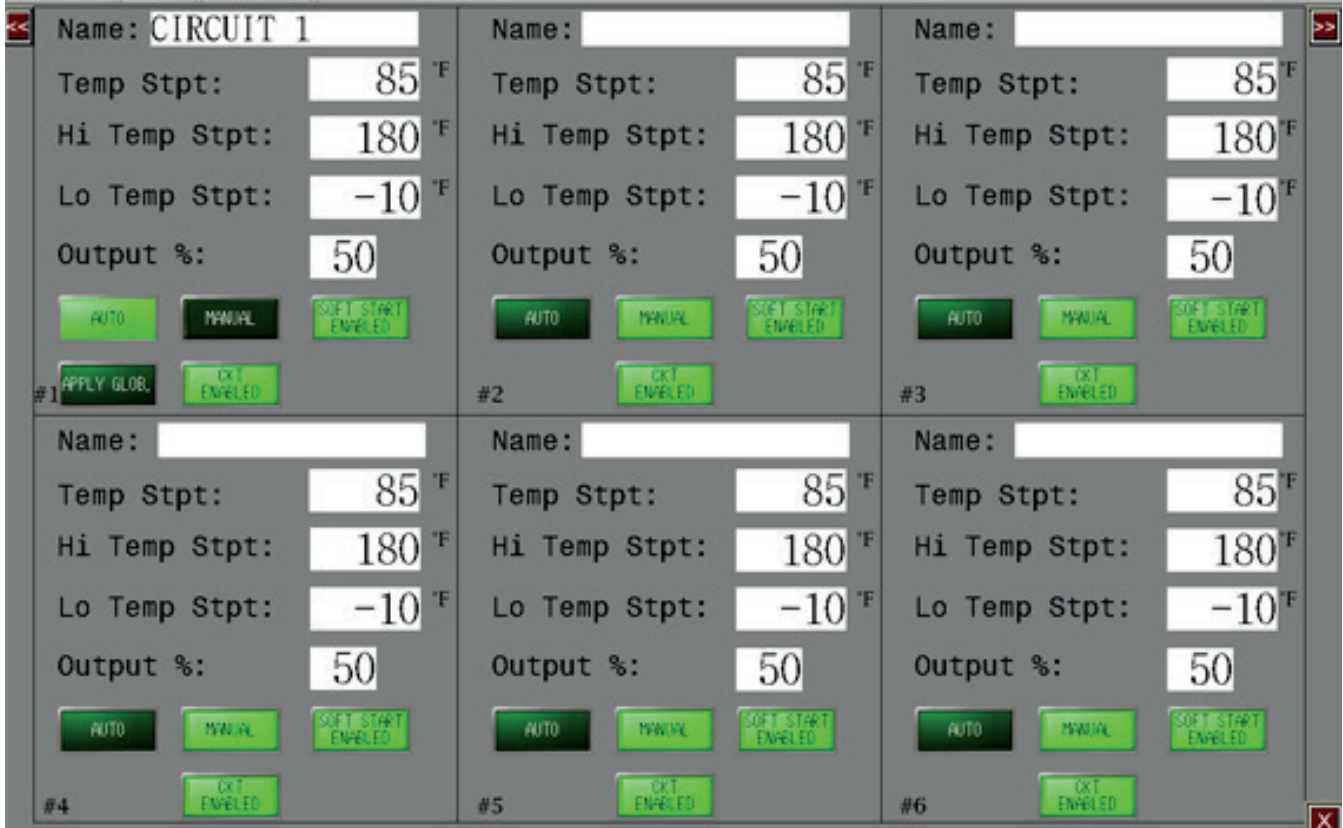 << Name: CIRCUIT 1 Name: Name: >>
Temp Stpt: 85 °F Temp Stpt: 85 °F Temp Stpt: 85 °F
Hi Temp Stpt: 180 °F Hi Temp Stpt: 180 °F Hi Temp Stpt: 180 °F
Lo Temp Stpt: -10 °F Lo Temp Stpt: -10 °F Lo Temp Stpt: -10 °F
Output %: 50 Output %: 50 Output %: 50
AUTO MANUAL SOFT START ENABLED AUTO MANUAL SOFT START ENABLED AUTO MANUAL SOFT START ENABLED
#1 APPLY GLOB. CKT ENABLED #2 CKT ENABLED #3 CKT ENABLED
Name: Name: Name:
Temp Stpt: 85 °F Temp Stpt: 85 °F Temp Stpt: 85 °F
Hi Temp Stpt: 180 °F Hi Temp Stpt: 180 °F Hi Temp Stpt: 180 °F
Lo Temp Stpt: -10 °F Lo Temp Stpt: -10 °F Lo Temp Stpt: -10 °F
Output %: 50 Output %: 50 Output %: 50
AUTO MANUAL SOFT START ENABLED AUTO MANUAL SOFT START ENABLED AUTO MANUAL SOFT START ENABLED
#4 CKT ENABLED #5 CKT ENABLED #6 CKT ENABLED X